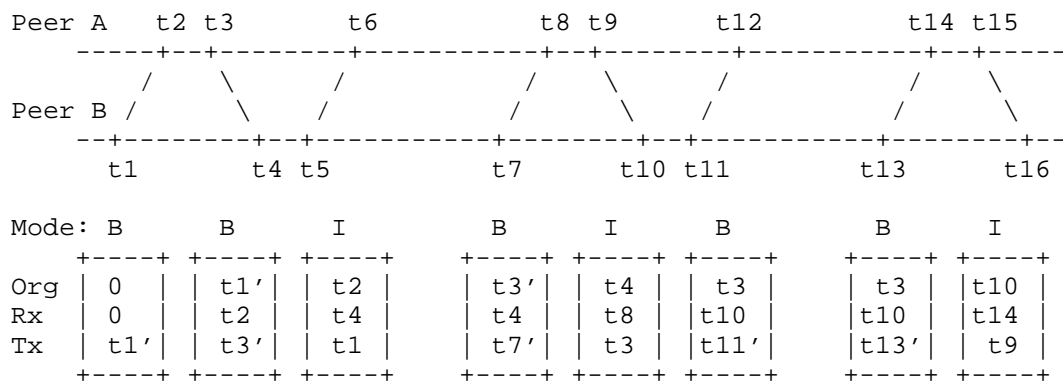 Peer A t2 t3 t6 t8 t9 t12 t14 t15
-----+--+----------+-----------+--+--------+-----------+--+-----
/ \ / / \ / / \
Peer B / \ / / \ / / \
--+--------+--+-----------+--------+--+-----------+--------+--
t1 t4 t5 t7 t10 t11 t13 t16
Mode: B B I B I B B I
+----+ +----+ +----+ +----+ +----+ +----+ +----+ +----+
Org | 0 | | t1’| | t2 | | t3’| | t4 | | t3 | | t3 | |t10 |
Rx | 0 | | t2 | | t4 | | t4 | | t8 | |t10 | |t10 | |t14 |
Tx | t1’| | t3’| | t1 | | t7’| | t3 | |t11’| |t13’| | t9 |
+----+ +----+ +----+ +----+ +----+ +----+ +----+ +----+